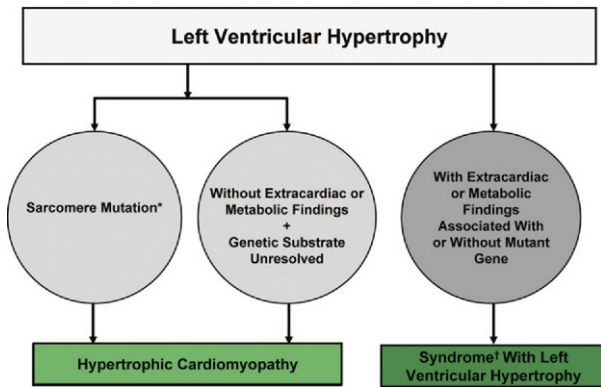 Left Ventricular Hypertrophy
Sarcomere Mutation*
Without Extracardiac or
Metabolic Findings
+
Genetic Substrate
Unresolved
With Extracardiac
or Metabolic
Findings
Associated With
or Without Mutant
Gene
Hypertrophic Cardiomyopathy
Syndrome† With Left
Ventricular Hypertrophy